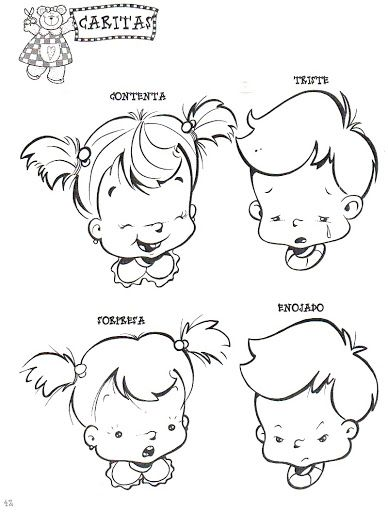 CARITAS
CONTENTA
TRISTE
SORPRESA
ENOJADO
42